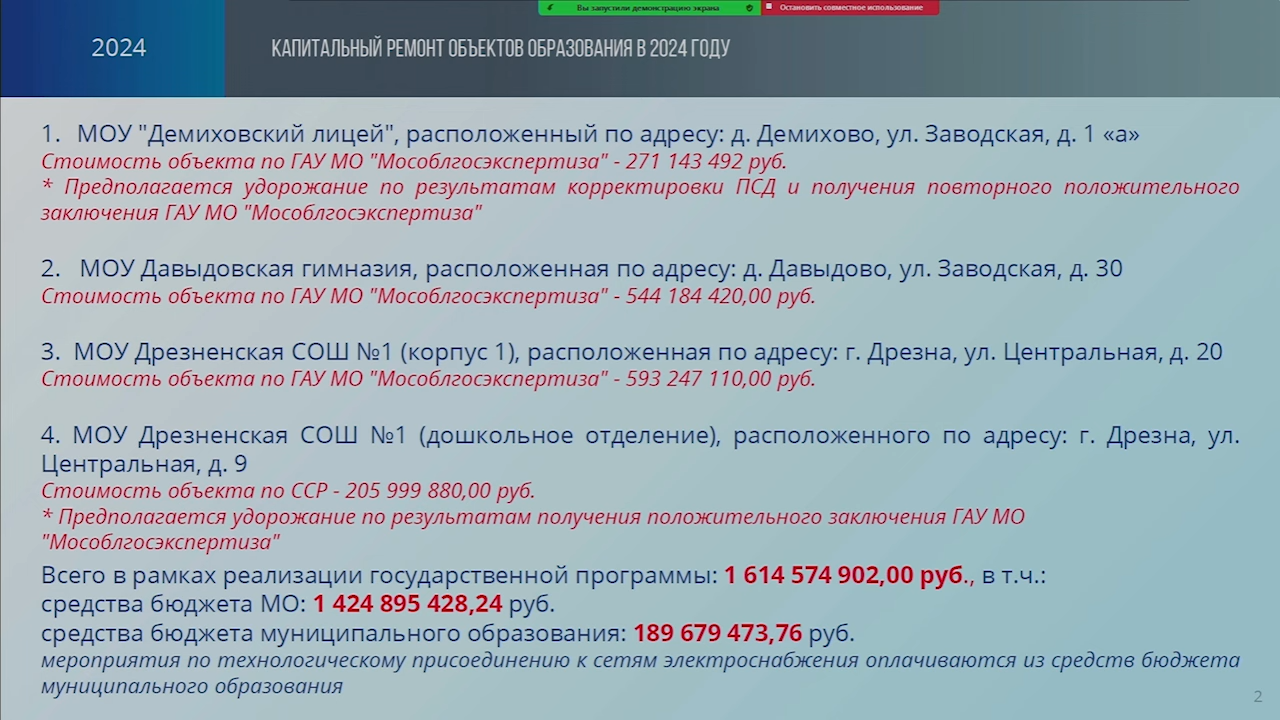 Вы запустили демонстрацию экрана
Остановить совместное использование
2024
КАПИТАЛЬНЫЙ РЕМОНТ ОБЪЕКТОВ ОБРАЗОВАНИЯ В 2024 ГОДУ
1. МОУ "Демиховский лицей", расположенный по адресу: д. Демихово, ул. Заводская, д. 1 «а»
Стоимость объекта по ГАУ МО "Мособлгосэкспертиза" - 271 143 492 руб.
* Предполагается удорожание по результатам корректировки ПСД и получения повторного положительного
заключения ГАУ МО "Мособлгосэкспертиза"
2. МОУ Давыдовская гимназия, расположенная по адресу: д. Давыдово, ул. Заводская, д. 30
Стоимость объекта по ГАУ МО "Мособлгосэкспертиза" - 544 184 420,00 руб.
3. МОУ Дрезненская СОШ №1 (корпус 1), расположенная по адресу: г. Дрезна, ул. Центральная, д. 20
Стоимость объекта по ГАУ МО "Мособлгосэкспертиза" - 593 247 110,00 руб.
4. МОУ Дрезненская СОШ №1 (дошкольное отделение), расположенного по адресу: г. Дрезна, ул.
Центральная, д. 9
Стоимость объекта по ССР - 205 999 880,00 руб.
* Предполагается удорожание по результатам получения положительного заключения ГАУ МО
"Мособлгосэкспертиза"
Всего в рамках реализации государственной программы: 1 614 574 902,00 руб., в т.ч.:
средства бюджета МО: 1 424 895 428,24 руб.
средства бюджета муниципального образования: 189 679 473,76 руб.
мероприятия по технологическому присоединению к сетям электроснабжения оплачиваются из средств бюджета
муниципального образования
2